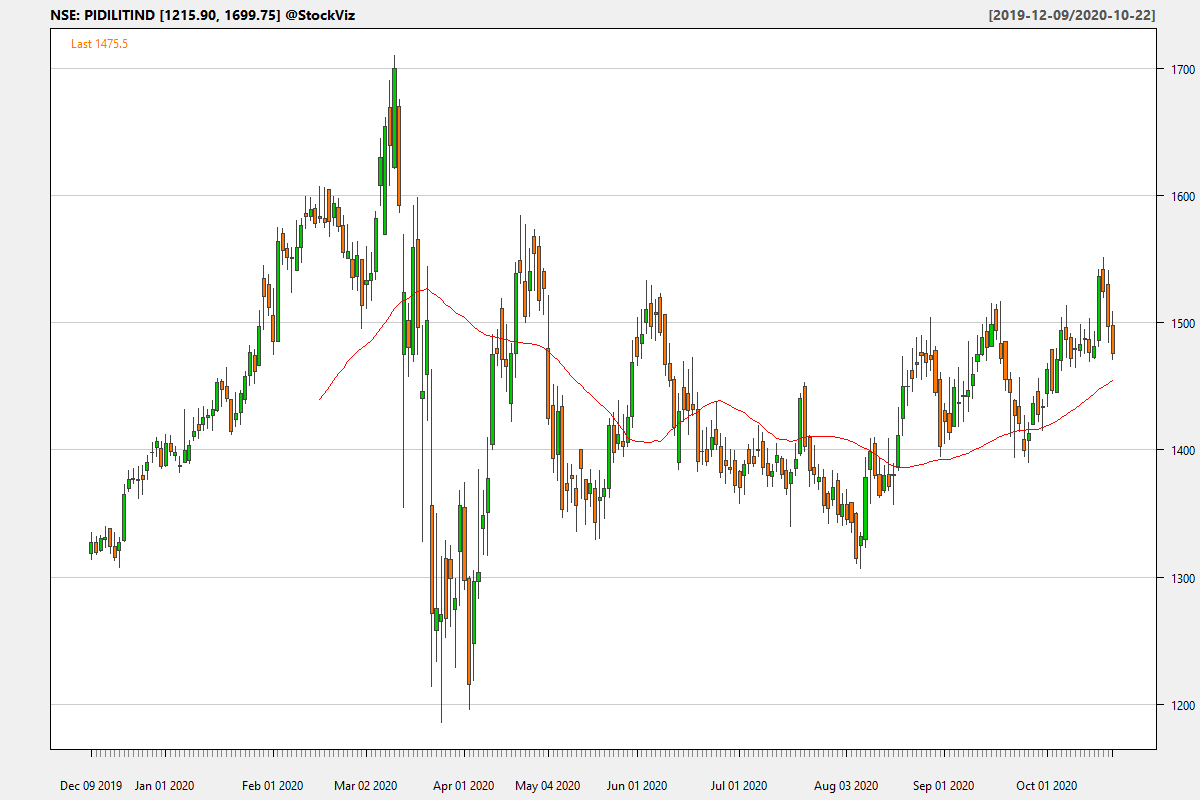 NSE: PIDILITIND [1215.90, 1699.75] @StockViz [2019-12-09/2020-10-22]
Last 1475.5
1700
1600
1500
1400
1300
1200
Dec 09 2019 Jan 01 2020 Feb 01 2020 Mar 02 2020 Apr 01 2020 May 04 2020 Jun 01 2020 Jul 01 2020 Aug 03 2020 Sep 01 2020 Oct 01 2020